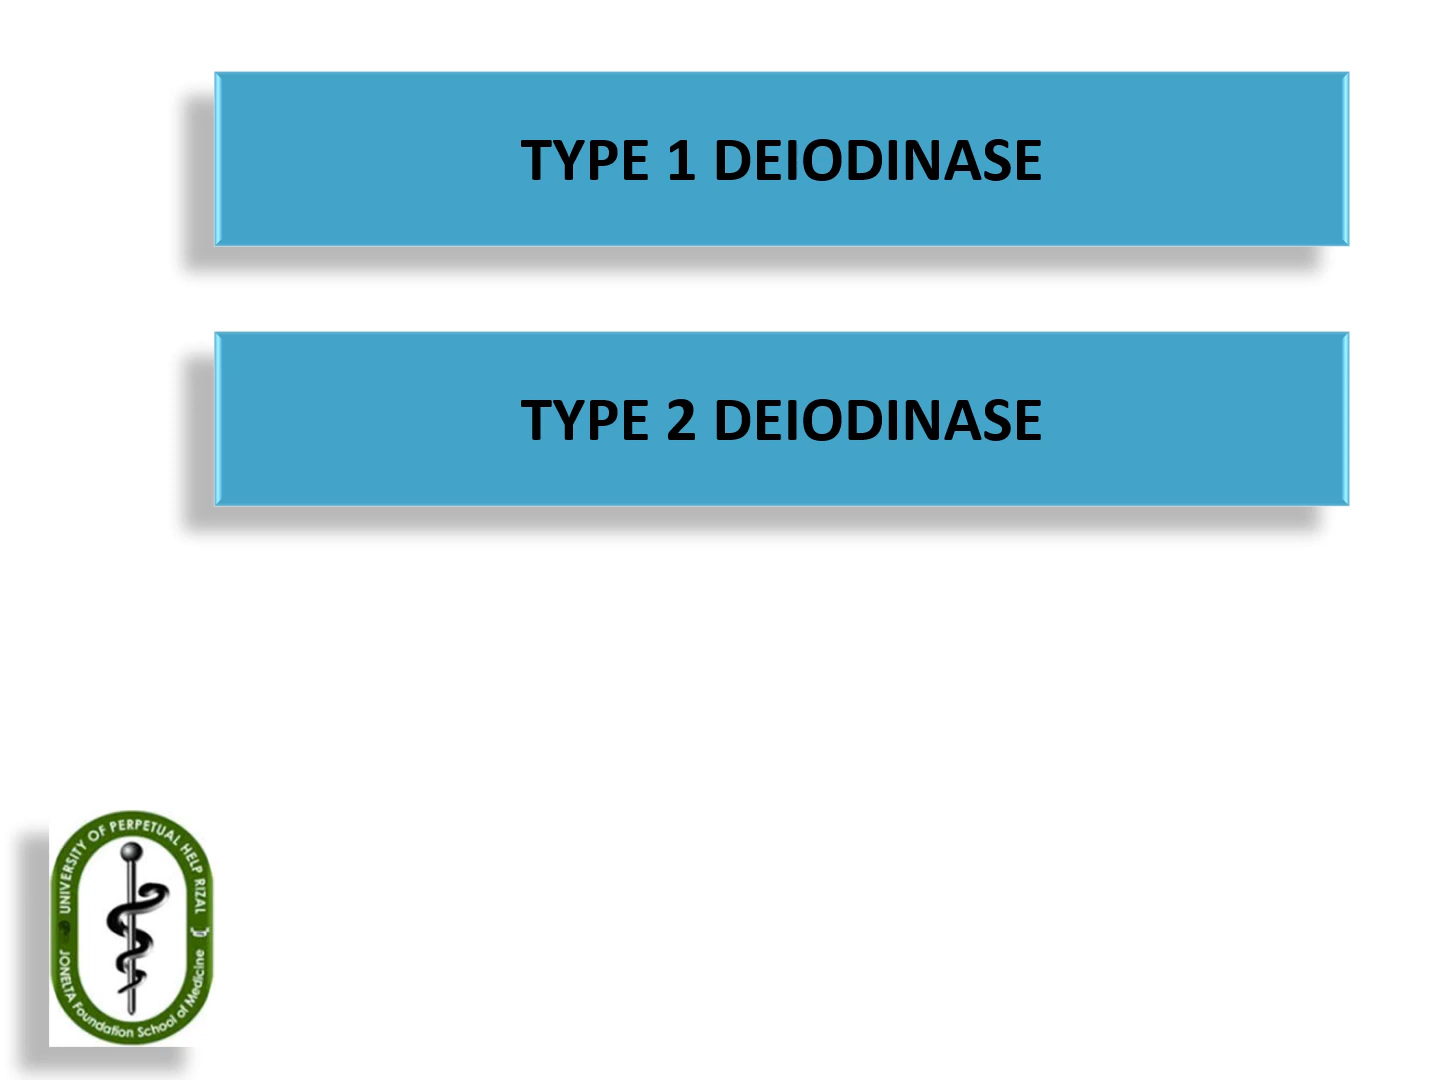 TYPE 1 DEIODINASE
TYPE 2 DEIODINASE
UNIVERSITY OF PERPETUAL HELP RIZAL
JONELTA Foundation School of Medicine